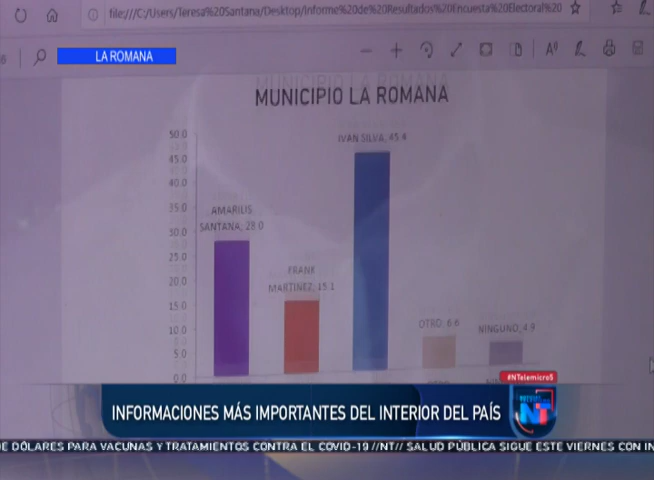 file:///C:/Users/Teresa%20Santana/Desktop/Informe%20de%20Resultados%20Encuesta%20Electoral%20
LA ROMANA
MUNICIPIO LA ROMANA
50.0
45.0
40.0
35.0
30.0
25.0
20.0
15.0
10.0
5.0
0.0
AMARILIS
SANTANA, 28.0
FRANK
MARTINEZ, 15.1
IVAN SILVA, 45.4
OTRO, 6.6
NINGUNO, 4.9
#NTelemicro5
NT
INFORMACIONES MÁS IMPORTANTES DEL INTERIOR DEL PAÍS
E DÓLARES PARA VACUNAS Y TRATAMIENTOS CONTRA EL COVID-19 //NT// SALUD PÚBLICA SIGUE ESTE VIERNES CON IN